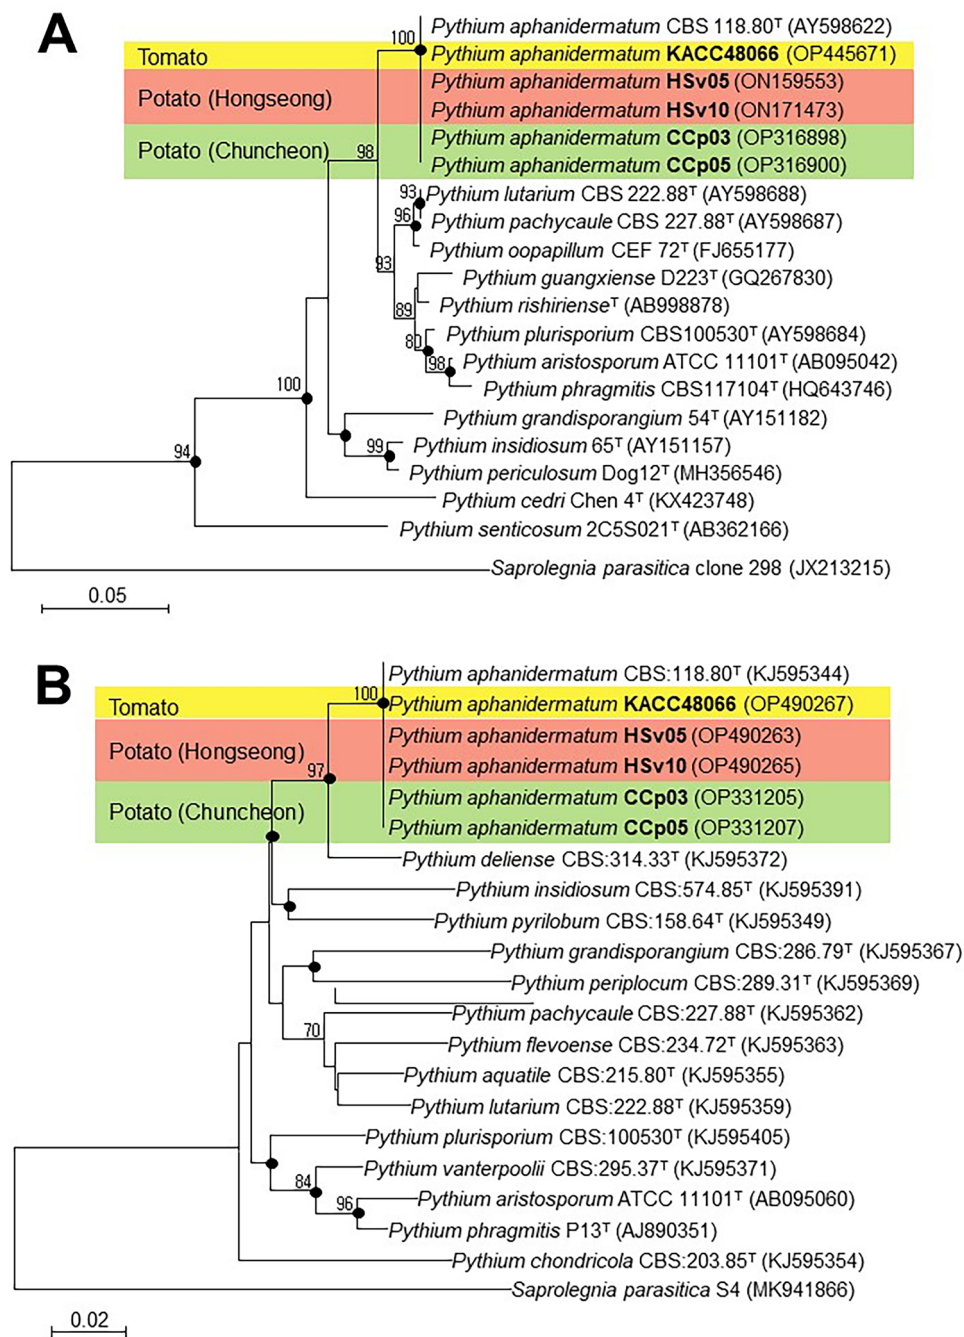 A
Pythium aphanidermatum CBS 118.80ᵀ (AY598622)
100
Tomato
Pythium aphanidermatum KACC48066 (OP445671)
Potato (Hongseong)
Pythium aphanidermatum HSv05 (ON159553)
Pythium aphanidermatum HSv10 (ON171473)
Potato (Chuncheon)
Pythium aphanidermatum CCp03 (OP316898)
98
Pythium aphanidermatum CCp05 (OP316900)
93
Pythium lutarium CBS 222.88ᵀ (AY598688)
96
Pythium pachycaule CBS 227.88ᵀ (AY598687)
Pythium oopapillum CEF 72ᵀ (FJ655177)
93
Pythium guangxiense D223ᵀ (GQ267830)
Pythium rishirienseᵀ (AB998878)
89
Pythium plurisporium CBS100530ᵀ (AY598684)
80
Pythium aristosporum ATCC 11101ᵀ (AB095042)
98
Pythium phragmitis CBS117104ᵀ (HQ643746)
100
Pythium grandisporangium 54ᵀ (AY151182)
99
Pythium insidiosum 65ᵀ (AY151157)
94
Pythium periculosum Dog12ᵀ (MH356546)
Pythium cedri Chen 4ᵀ (KX423748)
Pythium senticosum 2C5S021ᵀ (AB362166)
Saprolegnia parasitica clone 298 (JX213215)
0.05
B
Pythium aphanidermatum CBS:118.80ᵀ (KJ595344)
100
Tomato
Pythium aphanidermatum KACC48066 (OP490267)
Potato (Hongseong)
Pythium aphanidermatum HSv05 (OP490263)
97
Pythium aphanidermatum HSv10 (OP490265)
Potato (Chuncheon)
Pythium aphanidermatum CCp03 (OP331205)
Pythium aphanidermatum CCp05 (OP331207)
Pythium deliense CBS:314.33ᵀ (KJ595372)
Pythium insidiosum CBS:574.85ᵀ (KJ595391)
Pythium pyrilobum CBS:158.64ᵀ (KJ595349)
Pythium grandisporangium CBS:286.79ᵀ (KJ595367)
Pythium periplocum CBS:289.31ᵀ (KJ595369)
Pythium pachycaule CBS:227.88ᵀ (KJ595362)
70
Pythium flevoense CBS:234.72ᵀ (KJ595363)
Pythium aquatile CBS:215.80ᵀ (KJ595355)
Pythium lutarium CBS:222.88ᵀ (KJ595359)
Pythium plurisporium CBS:100530ᵀ (KJ595405)
Pythium vanterpoolii CBS:295.37ᵀ (KJ595371)
84
Pythium aristosporum ATCC 11101ᵀ (AB095060)
96
Pythium phragmitis P13ᵀ (AJ890351)
Pythium chondricola CBS:203.85ᵀ (KJ595354)
Saprolegnia parasitica S4 (MK941866)
0.02